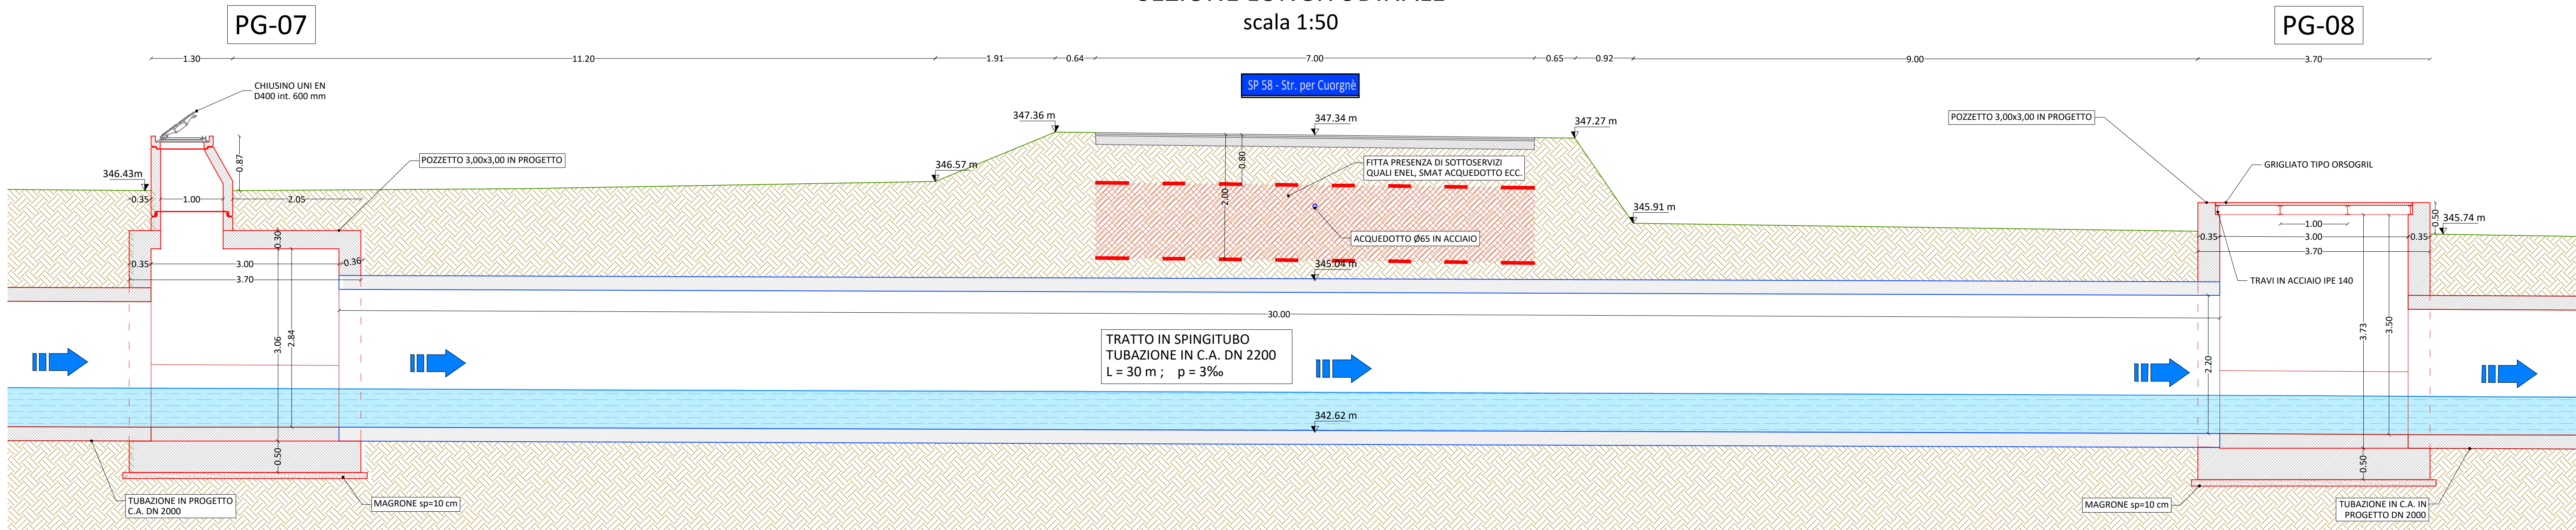 SEZIONE LONGITUDINALE
scala 1:50
PG-07
PG-08
1.30
11.20
1.91
0.64
7.00
0.65
0.92
9.00
3.70
SP 58 - Str. per Cuorgnè
CHIUSINO UNI EN
D400 int. 600 mm
POZZETTO 3,00x3,00 IN PROGETTO
346.43m
0.87
346.57 m
347.36 m
347.34 m
347.27 m
345.91 m
345.74 m
0.80
2.00
FITTA PRESENZA DI SOTTOSERVIZI
QUALI ENEL, SMAT ACQUEDOTTO ECC.
ACQUEDOTTO Ø65 IN ACCIAIO
345.04 m
POZZETTO 3,00x3,00 IN PROGETTO
GRIGLIATO TIPO ORSOGRIL
TRAVI IN ACCIAIO IPE 140
0.35
1.00
2.05
0.30
0.35
3.00
0.36
3.70
3.06
2.84
0.50
30.00
TRATTO IN SPINGITUBO
TUBAZIONE IN C.A. DN 2200
L = 30 m ; p = 3‰
342.62 m
2.20
0.50
1.00
0.35
3.00
0.35
3.70
3.73
3.50
0.50
TUBAZIONE IN PROGETTO
C.A. DN 2000
MAGRONE sp=10 cm
MAGRONE sp=10 cm
TUBAZIONE IN C.A. IN
PROGETTO DN 2000